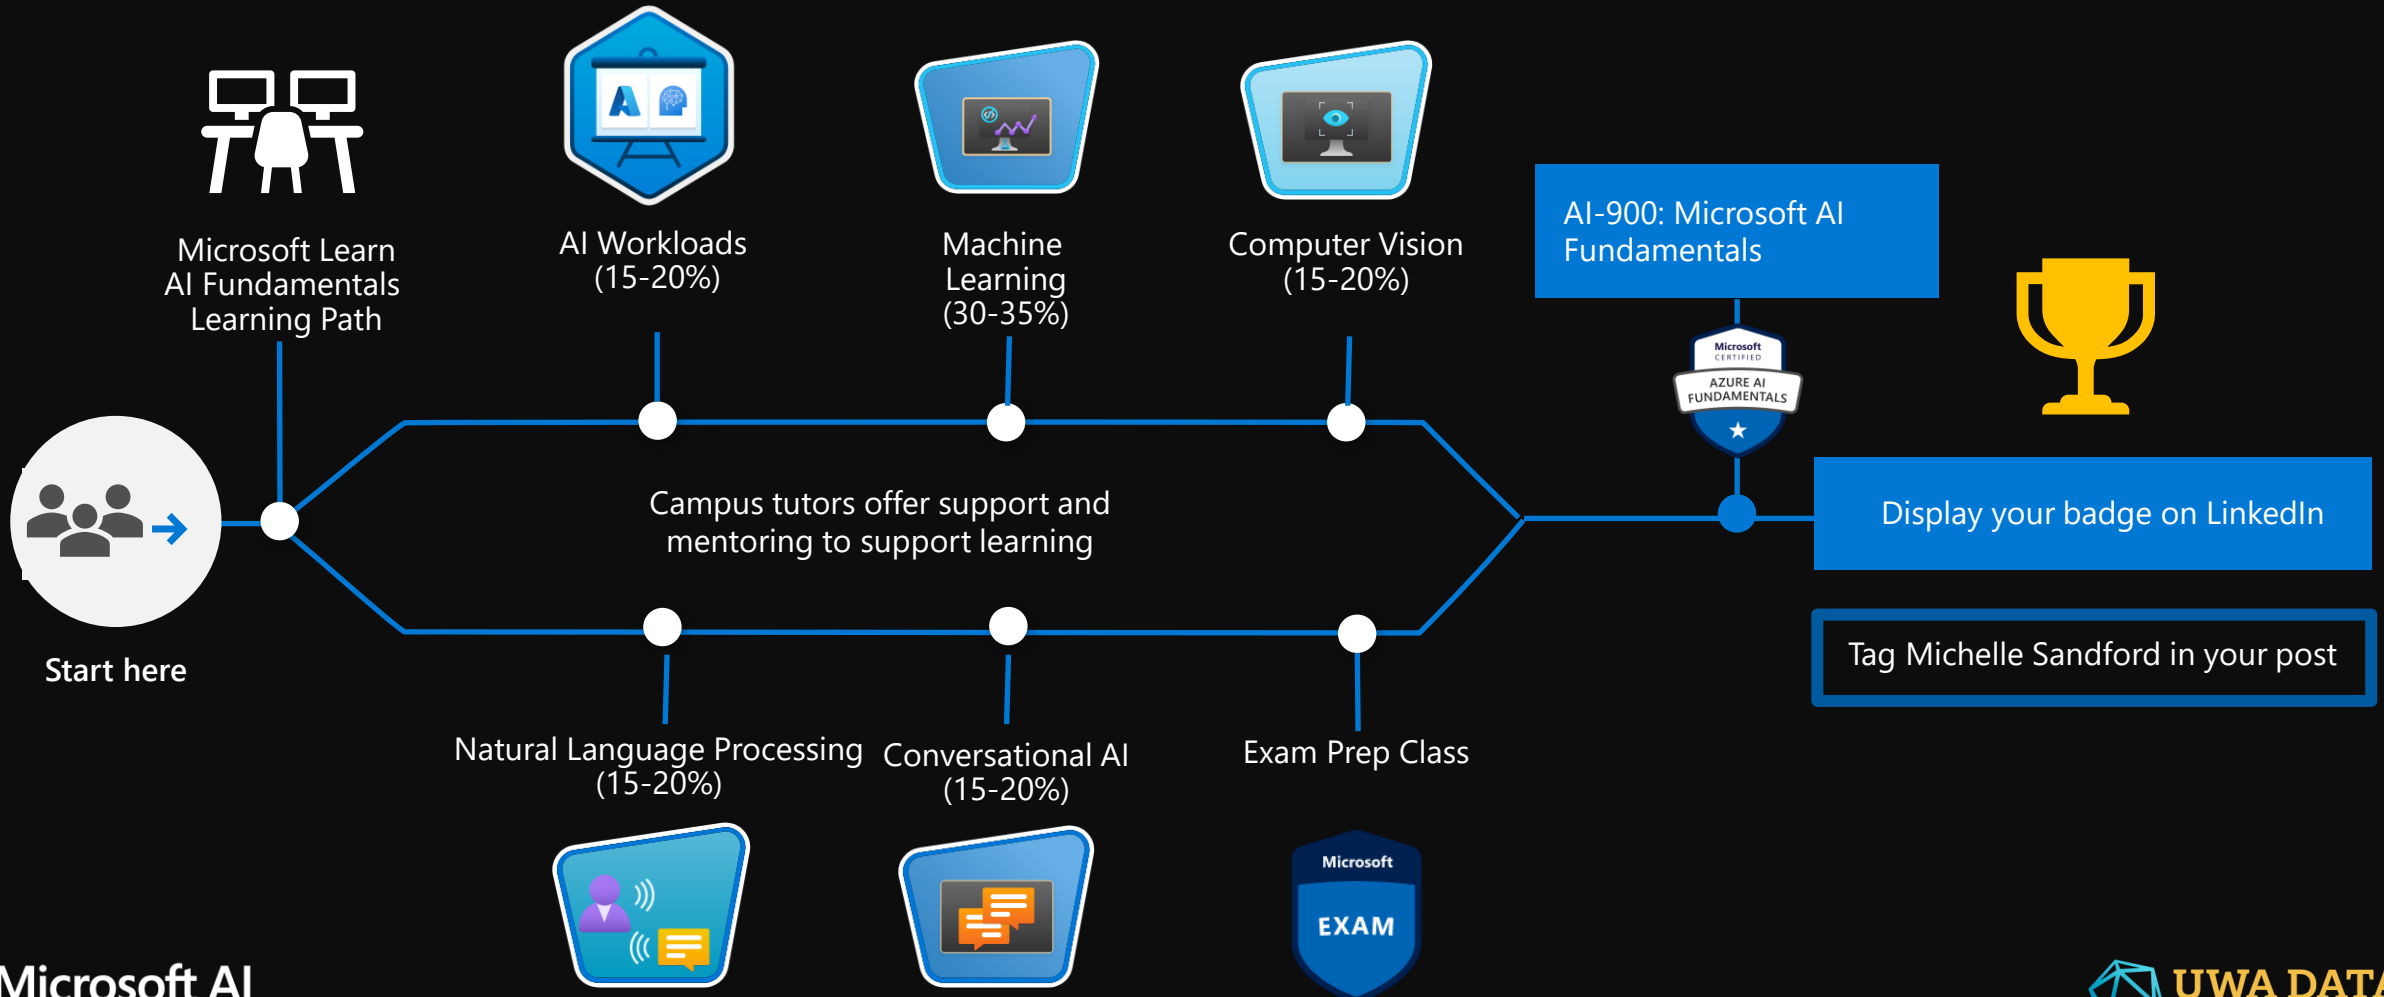 Microsoft Learn
AI Fundamentals
Learning Path
AI Workloads
(15-20%)
Machine
Learning
(30-35%)
Computer Vision
(15-20%)
AI-900: Microsoft AI
Fundamentals
Microsoft
CERTIFIED
AZURE AI
FUNDAMENTALS
Start here
Campus tutors offer support and
mentoring to support learning
Display your badge on LinkedIn
Tag Michelle Sandford in your post
Natural Language Processing
(15-20%)
Conversational AI
(15-20%)
Exam Prep Class
Microsoft
EXAM
Microsoft AI
UWA DATA